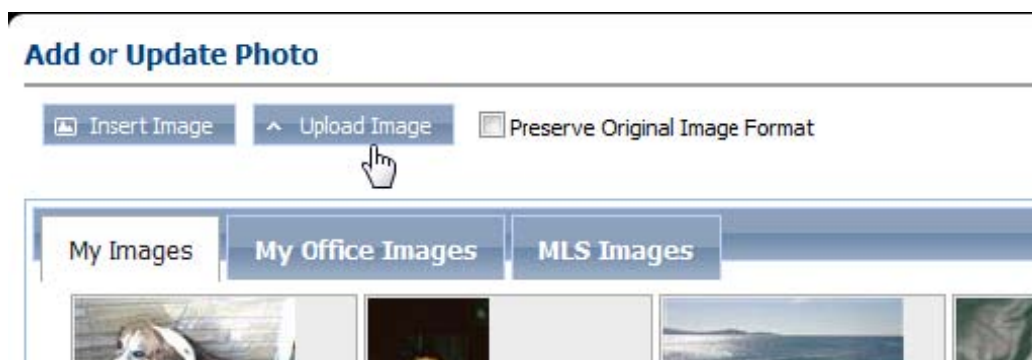 Add or Update Photo
Insert Image Upload Image Preserve Original Image Format
My Images My Office Images MLS Images